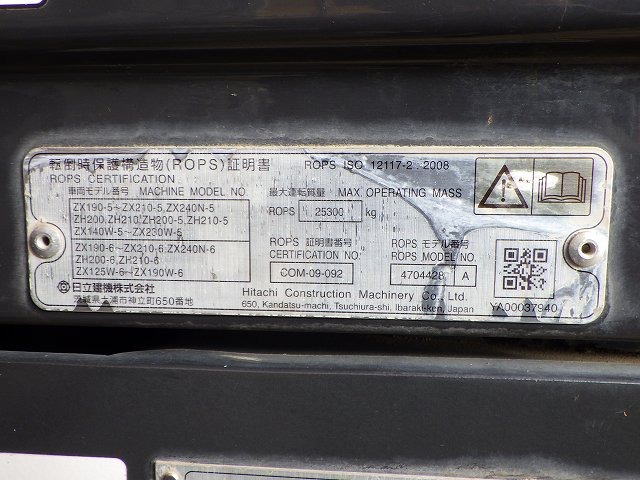 転倒時保護構造物(ROPS)証明書 ROPS ISO 12117-2 : 2008
ROPS CERTIFICATION
車両モデル番号 MACHINE MODEL NO. 最大運転質量 MAX. OPERATING MASS
ZX190-5~ZX210-5,ZX240N-5
ZH200,ZH210,ZH200-5,ZH210-5
ZX140W-5~ZX230W-5
ROPS 25300 kg
ZX190-6~ZX210-6,ZX240N-6
ZH200-6,ZH210-6
ZX125W-6~ZX190W-6
ROPS 証明書番号 ROPS モデル番号
CERTIFICATION NO. ROPS MODEL NO.
COM-09-092 4704428 A
日立建機株式会社 Hitachi Construction Machinery Co., Ltd.
茨城県土浦市神立町650番地 650, Kandatsu-machi, Tsuchiura-shi, Ibaraki-ken, Japan YA00037940